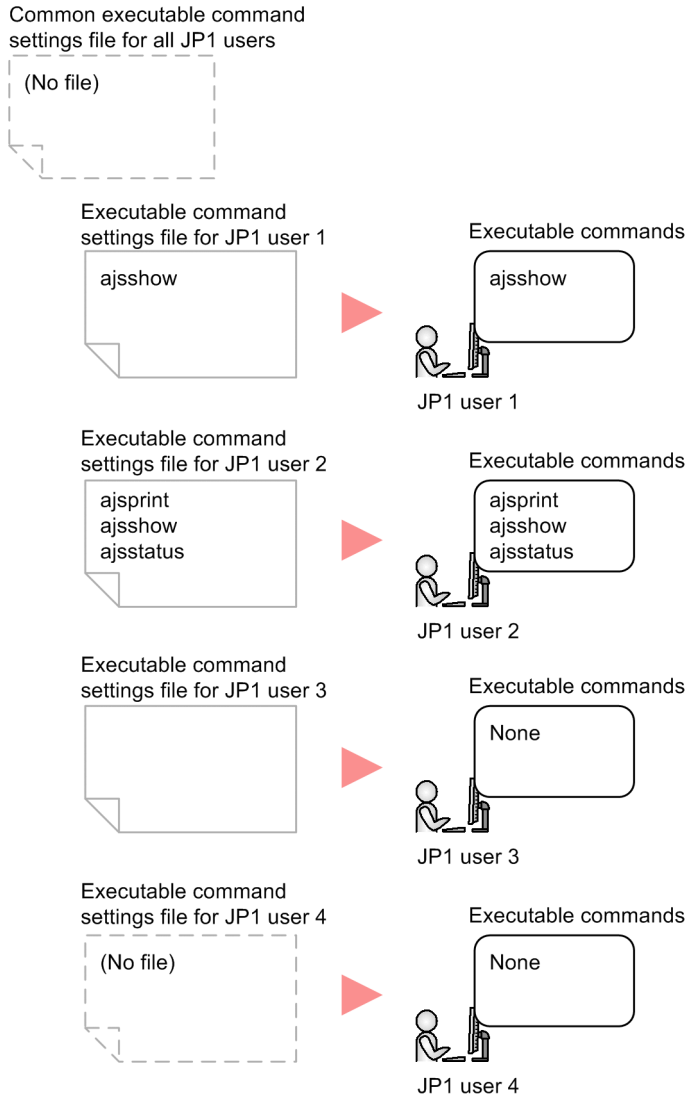 Common executable command
settings file for all JP1 users
(No file)
Executable command
settings file for JP1 user 1
ajsshow
Executable commands
ajsshow
JP1 user 1
Executable command
settings file for JP1 user 2
ajsprint
ajsshow
ajsstatus
Executable commands
ajsprint
ajsshow
ajsstatus
JP1 user 2
Executable command
settings file for JP1 user 3
Executable commands
None
JP1 user 3
Executable command
settings file for JP1 user 4
(No file)
Executable commands
None
JP1 user 4